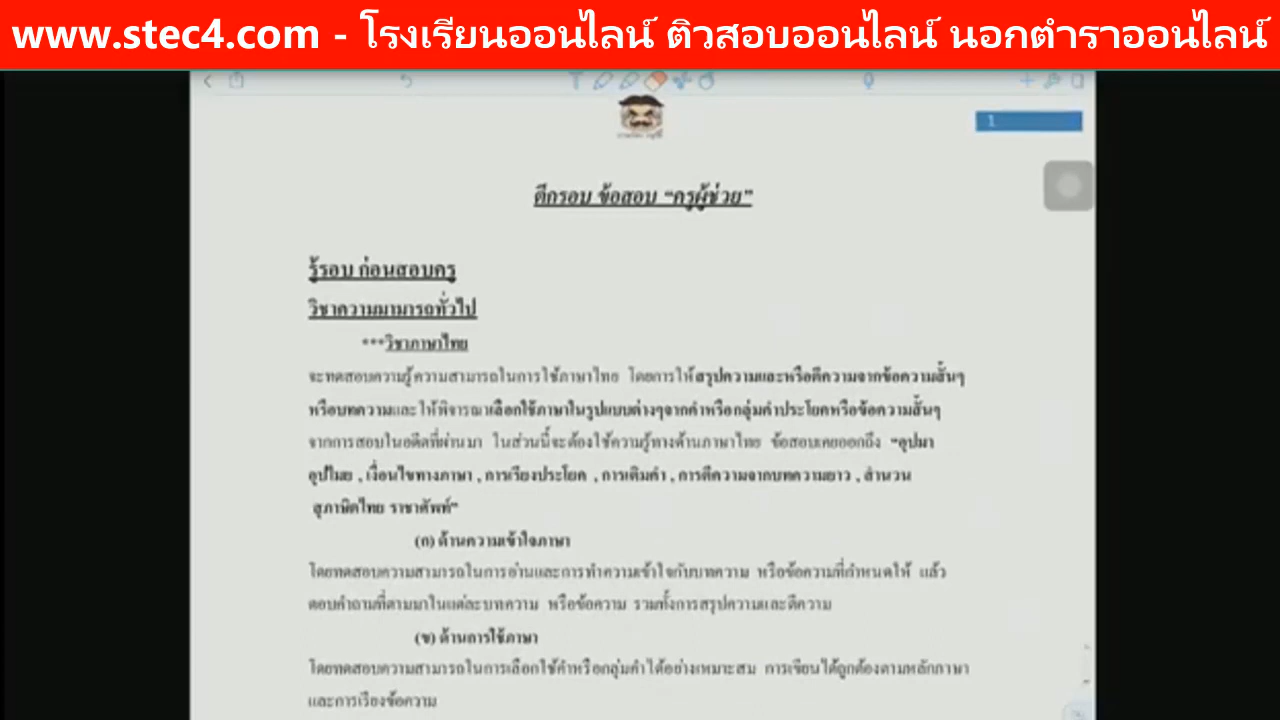 www.stec4.com - โรงเรียนออนไลน์ ติวสอบออนไลน์ นอกตำราออนไลน์
1
ตีกรอบ ข้อสอบ “ครูผู้ช่วย”
รู้รอบ ก่อนสอบครู
วิชาความมามารถทั่วไป
***วิชาภาษาไทย
จะทดสอบความรู้ความสามารถในการใช้ภาษาไทย โดยการให้สรุปความและหรือตีความจากข้อความสั้นๆ
หรือบทความและให้พิจารณาเลือกใช้ภาษาในรูปแบบต่างๆจากคำหรือกลุ่มคำประโยคหรือข้อความสั้นๆ
จากการสอบในอดีตที่ผ่านมา ในส่วนนี้จะต้องใช้ความรู้ทางด้านภาษาไทย ข้อสอบเคยออกถึง “อุปมา
อุปไมย , เงื่อนไขทางภาษา , การเรียงประโยค , การเติมคำ , การตีความจากบทความยาว , สำนวน
สุภาษิตไทย ราชาศัพท์”
(ก) ด้านความเข้าใจภาษา
โดยทดสอบความสามารถในการอ่านและการทำความเข้าใจกับบทความ หรือข้อความที่กำหนดให้ แล้ว
ตอบคำถามที่ตามมาในแต่ละบทความ หรือข้อความ รวมทั้งการสรุปความและตีความ
(ข) ด้านการใช้ภาษา
โดยทดสอบความสามารถในการเลือกใช้คำหรือกลุ่มคำได้อย่างเหมาะสม การเขียนได้ถูกต้องตามหลักภาษา
และการเรียงข้อความ